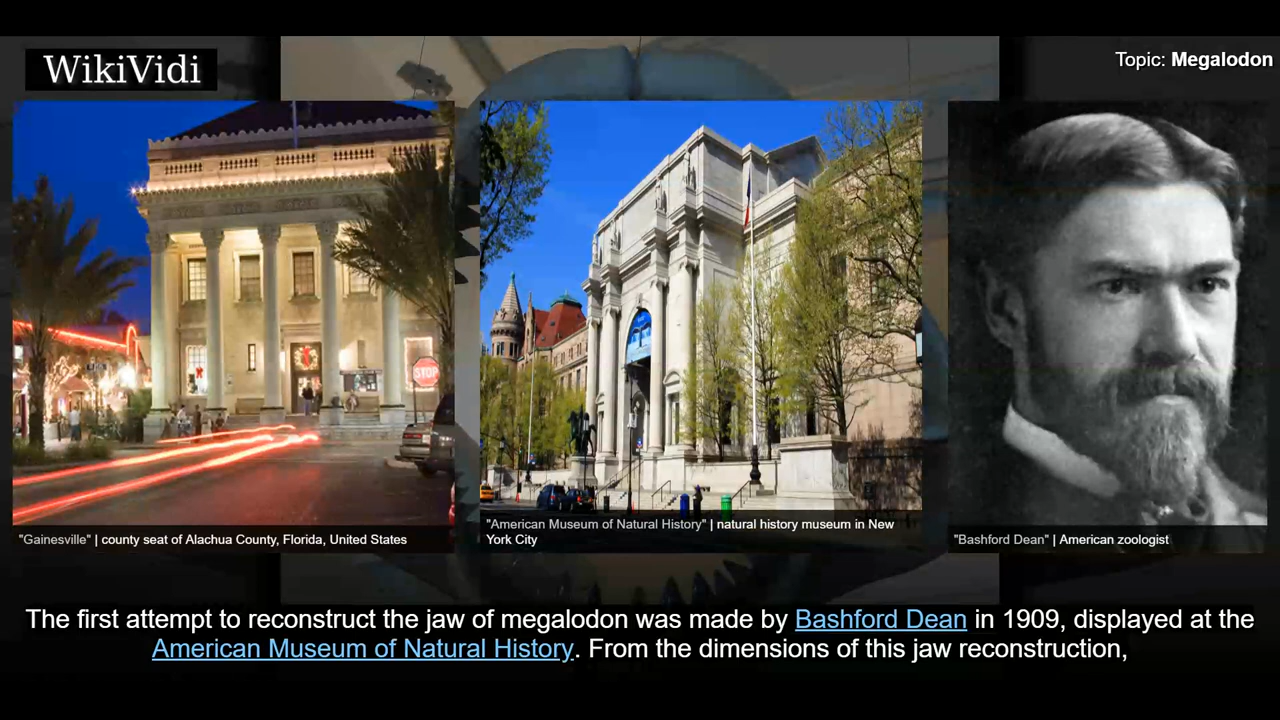 WikiVidi
Topic: Megalodon
STOP
"Gainesville" | county seat of Alachua County, Florida, United States
"American Museum of Natural History" | natural history museum in New
York City
"Bashford Dean" | American zoologist
The first attempt to reconstruct the jaw of megalodon was made by Bashford Dean in 1909, displayed at the
American Museum of Natural History. From the dimensions of this jaw reconstruction,